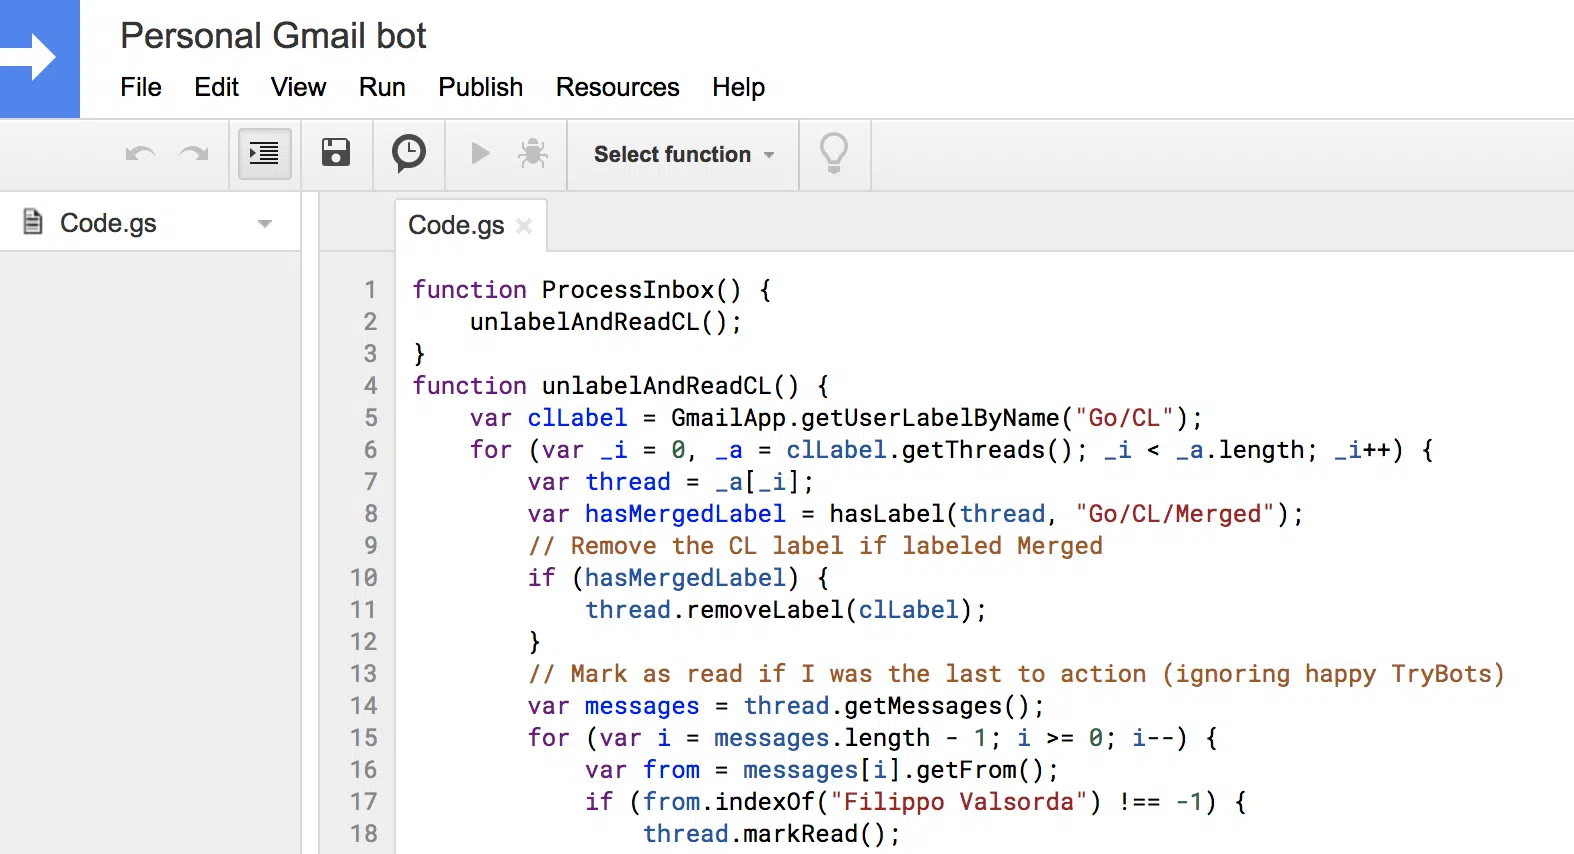 Personal Gmail bot
File Edit View Run Publish Resources Help
Select function
Code.gs
Code.gs
1 function ProcessInbox() {
2     unlabelAndReadCL();
3 }
4 function unlabelAndReadCL() {
5     var clLabel = GmailApp.getUserLabelByName("Go/CL");
6     for (var _i = 0, _a = clLabel.getThreads(); _i < _a.length; _i++) {
7         var thread = _a[_i];
8         var hasMergedLabel = hasLabel(thread, "Go/CL/Merged");
9         // Remove the CL label if labeled Merged
10         if (hasMergedLabel) {
11             thread.removeLabel(clLabel);
12         }
13         // Mark as read if I was the last to action (ignoring happy TryBots)
14         var messages = thread.getMessages();
15         for (var i = messages.length - 1; i >= 0; i--) {
16             var from = messages[i].getFrom();
17             if (from.indexOf("Filippo Valsorda") !== -1) {
18                 thread.markRead();